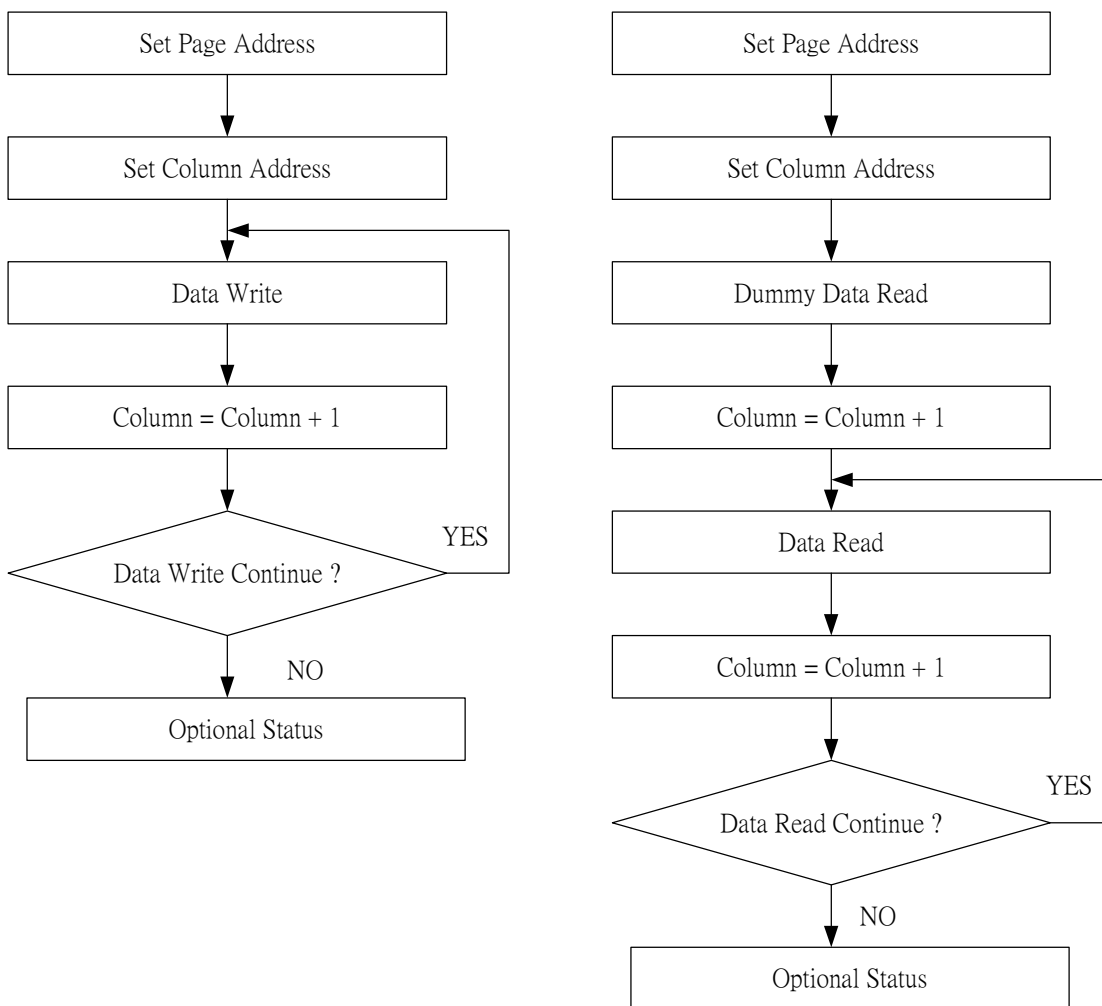 Set Page Address
Set Column Address
Data Write
Column = Column + 1
Data Write Continue ?
YES
NO
Optional Status
Set Page Address
Set Column Address
Dummy Data Read
Column = Column + 1
Data Read
Column = Column + 1
Data Read Continue ?
YES
NO
Optional Status